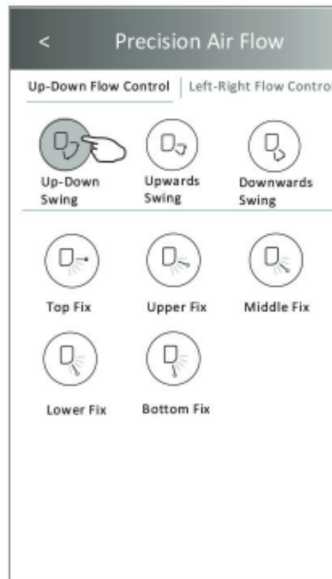 < Precision Air Flow
Up-Down Flow Control | Left-Right Flow Control
Up-Down Upwards Downwards
Swing Swing Swing
Top Fix Upper Fix Middle Fix
Lower Fix Bottom Fix